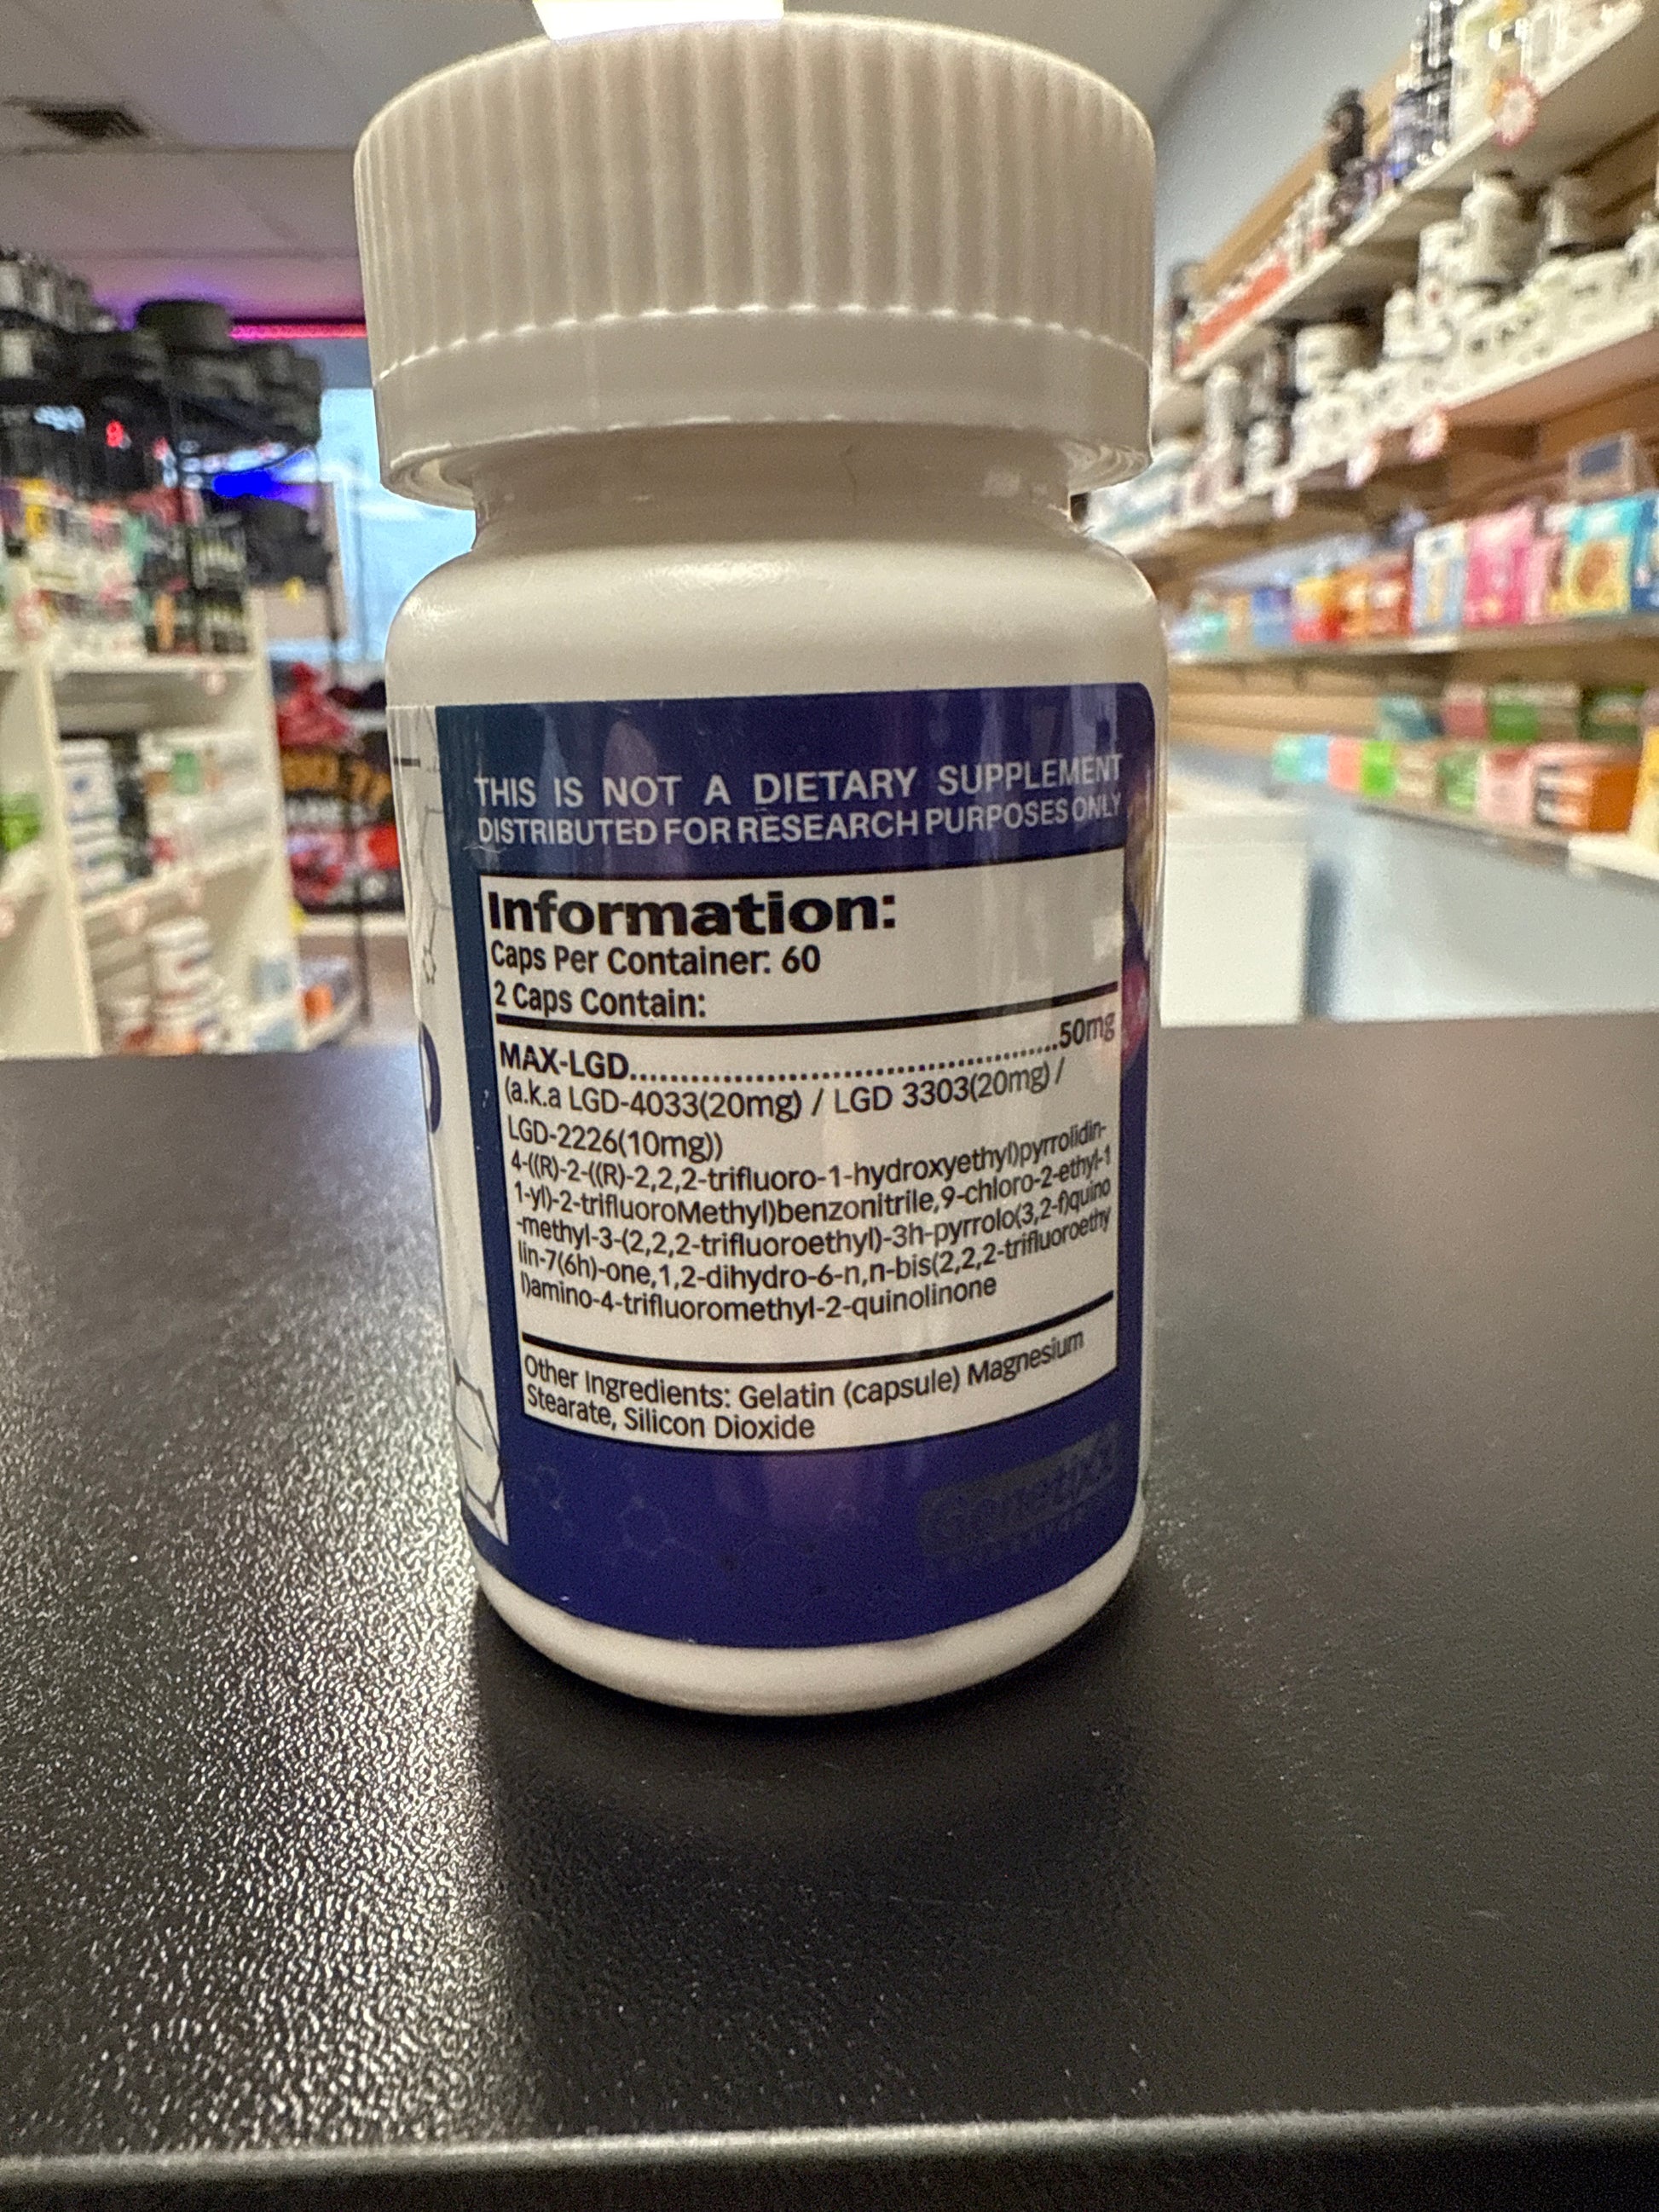 THIS IS NOT A DIETARY SUPPLEMENT
DISTRIBUTED FOR RESEARCH PURPOSES ONLY
Information:
Caps Per Container: 60
2 Caps Contain:
MAX-LGD..........................................50mg
(a.k.a LGD-4033(20mg) / LGD 3303(20mg) /
LGD-2226(10mg))
4-((R)-2-((R)-2,2,2-trifluoro-1-hydroxyethyl)pyrrolidin-
1-yl)-2-trifluoroMethyl)benzonitrile,9-chloro-2-ethyl-1
-methyl-3-(2,2,2-trifluoroethyl)-3h-pyrrolo(3,2-f)quino
lin-7(6h)-one,1,2-dihydro-6-n,n-bis(2,2,2-trifluoroethy
l)amino-4-trifluoromethyl-2-quinolinone
Other Ingredients: Gelatin (capsule) Magnesium
Stearate, Silicon Dioxide